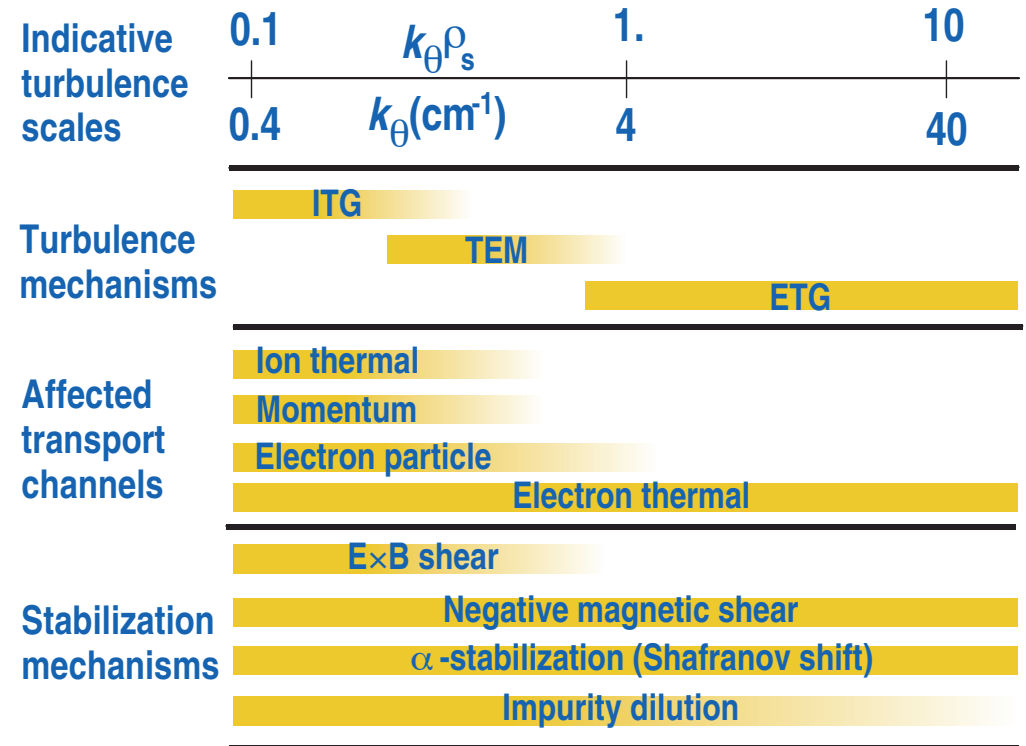 Indicative
turbulence
scales
0.1 k_θρ_s 1. 10
0.4 k_θ(cm⁻¹) 4 40
Turbulence
mechanisms
ITG
TEM
ETG
Affected
transport
channels
Ion thermal
Momentum
Electron particle
Electron thermal
Stabilization
mechanisms
E×B shear
Negative magnetic shear
α -stabilization (Shafranov shift)
Impurity dilution